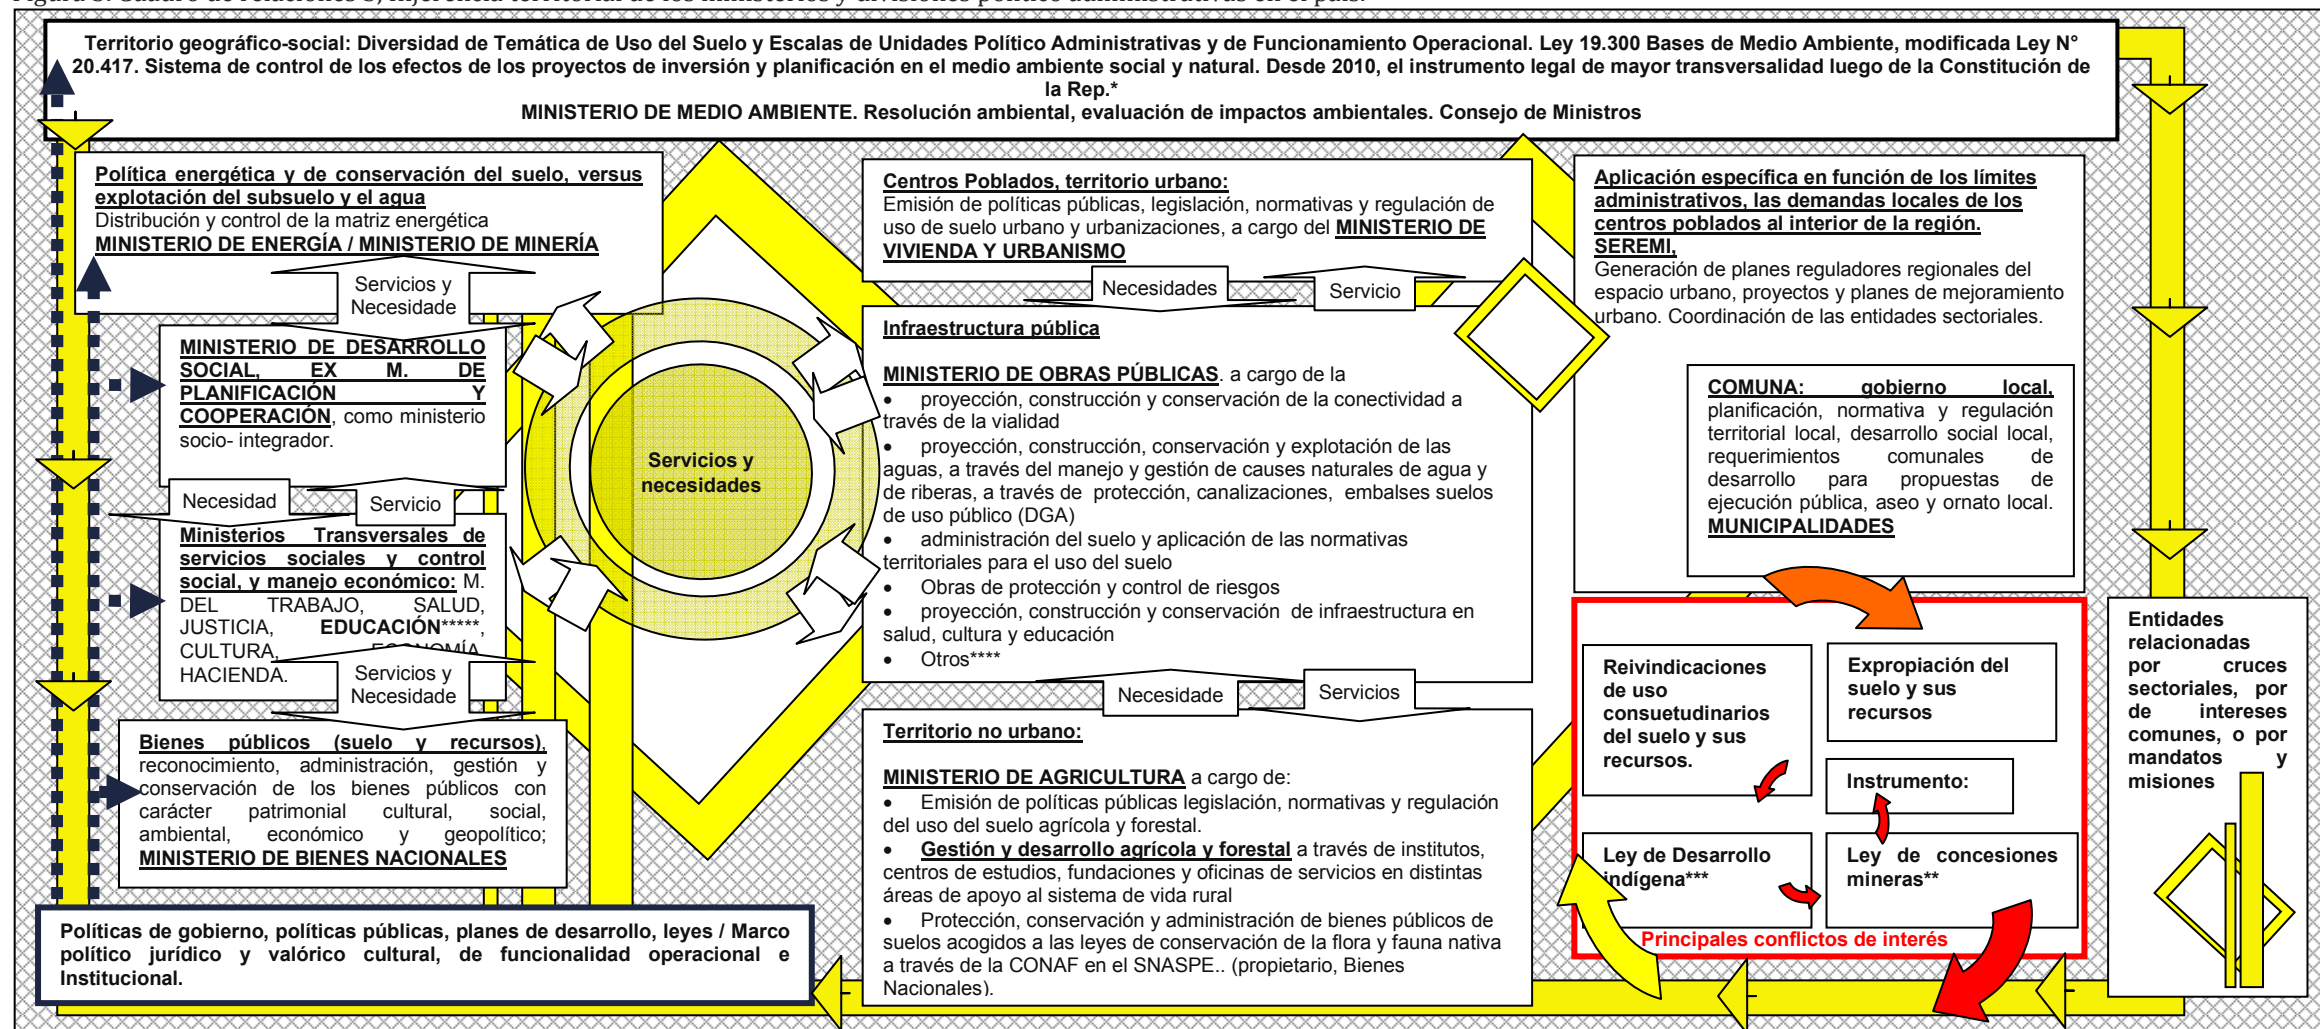 Territorio geográfico-social: Diversidad de Temática de Uso del Suelo y Escalas de Unidades Político Administrativas y de Funcionamiento Operacional. Ley 19.300 Bases de Medio Ambiente, modificada Ley N°
20.417. Sistema de control de los efectos de los proyectos de inversión y planificación en el medio ambiente social y natural. Desde 2010, el instrumento legal de mayor transversalidad luego de la Constitución de
la Rep.*
MINISTERIO DE MEDIO AMBIENTE. Resolución ambiental, evaluación de impactos ambientales. Consejo de Ministros
Política energética y de conservación del suelo, versus
explotación del subsuelo y el agua
Distribución y control de la matriz energética
MINISTERIO DE ENERGÍA / MINISTERIO DE MINERÍA
Servicios y
Necesidade
MINISTERIO DE DESARROLLO
SOCIAL, EX M. DE
PLANIFICACIÓN Y
COOPERACIÓN, como ministerio
socio- integrador.
Necesidad
Servicio
Ministerios Transversales de
servicios sociales y control
social, y manejo económico: M.
DEL TRABAJO, SALUD,
JUSTICIA, EDUCACIÓN*****,
CULTURA, ECONOMÍA,
HACIENDA.
Servicios y
Necesidade
Bienes públicos (suelo y recursos),
reconocimiento, administración, gestión y
conservación de los bienes públicos con
carácter patrimonial cultural, social,
ambiental, económico y geopolítico;
MINISTERIO DE BIENES NACIONALES
Políticas de gobierno, políticas públicas, planes de desarrollo, leyes / Marco
político jurídico y valórico cultural, de funcionalidad operacional e
Institucional.
Servicios y
necesidades
Centros Poblados, territorio urbano:
Emisión de políticas públicas, legislación, normativas y regulación de
uso de suelo urbano y urbanizaciones, a cargo del MINISTERIO DE
VIVIENDA Y URBANISMO
Necesidades
Servicio
Infraestructura pública
MINISTERIO DE OBRAS PÚBLICAS. a cargo de la
• proyección, construcción y conservación de la conectividad a
través de la vialidad
• proyección, construcción, conservación y explotación de las
aguas, a través del manejo y gestión de causes naturales de agua y
de riberas, a través de protección, canalizaciones, embalses suelos
de uso público (DGA)
• administración del suelo y aplicación de las normativas
territoriales para el uso del suelo
• Obras de protección y control de riesgos
• proyección, construcción y conservación de infraestructura en
salud, cultura y educación
• Otros****
Necesidade
Servicios
Territorio no urbano:
MINISTERIO DE AGRICULTURA a cargo de:
• Emisión de políticas públicas legislación, normativas y regulación
del uso del suelo agrícola y forestal.
• Gestión y desarrollo agrícola y forestal a través de institutos,
centros de estudios, fundaciones y oficinas de servicios en distintas
áreas de apoyo al sistema de vida rural
• Protección, conservación y administración de bienes públicos de
suelos acogidos a las leyes de conservación de la flora y fauna nativa
a través de la CONAF en el SNASPE.. (propietario, Bienes
Nacionales).
Aplicación específica en función de los límites
administrativos, las demandas locales de los
centros poblados al interior de la región.
SEREMI,
Generación de planes reguladores regionales del
espacio urbano, proyectos y planes de mejoramiento
urbano. Coordinación de las entidades sectoriales.
COMUNA: gobierno local,
planificación, normativa y regulación
territorial local, desarrollo social local,
requerimientos comunales de
desarrollo para propuestas de
ejecución pública, aseo y ornato local.
MUNICIPALIDADES
Reivindicaciones
de uso
consuetudinarios
del suelo y sus
recursos.
Expropiación del
suelo y sus
recursos
Instrumento:
Ley de Desarrollo
indígena***
Ley de concesiones
mineras**
Principales conflictos de interés
Entidades
relacionadas
por cruces
sectoriales, por
de intereses
comunes, o por
mandatos y
misiones